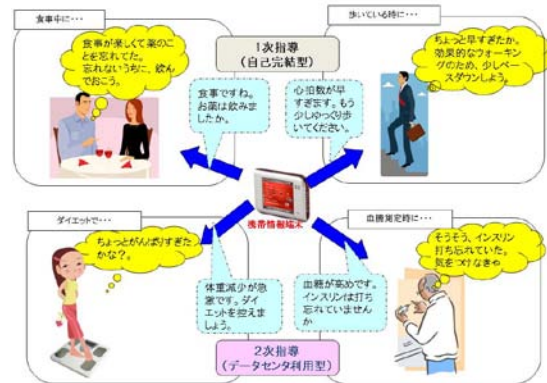 食事中に・・・
食事が楽しくて薬のこ
とを忘れてた。
忘れないうちに、飲ん
でおこう。
1次指導
(自己完結型)
食事ですね。
お薬は飲みま
したか。
心拍数が早
すぎます。もう
少しゆっくり歩
いてください。
歩いている時に・・・
ちょっと早すぎたか。
効果的なウォーキン
グのため、少しペー
スダウンしよう。
携帯情報端末
ダイエットで・・・
ちょっとがんばりすぎた
かな?
体重減少が急
激です。ダイ
エットを控えま
しょう。
血糖が高めです。
インスリンは打ち
忘れていません
か
2次指導
(データセンタ利用型)
血糖測定時に・・・
そうそう、インスリン
打ち忘れていた。
気をつけなきゃ